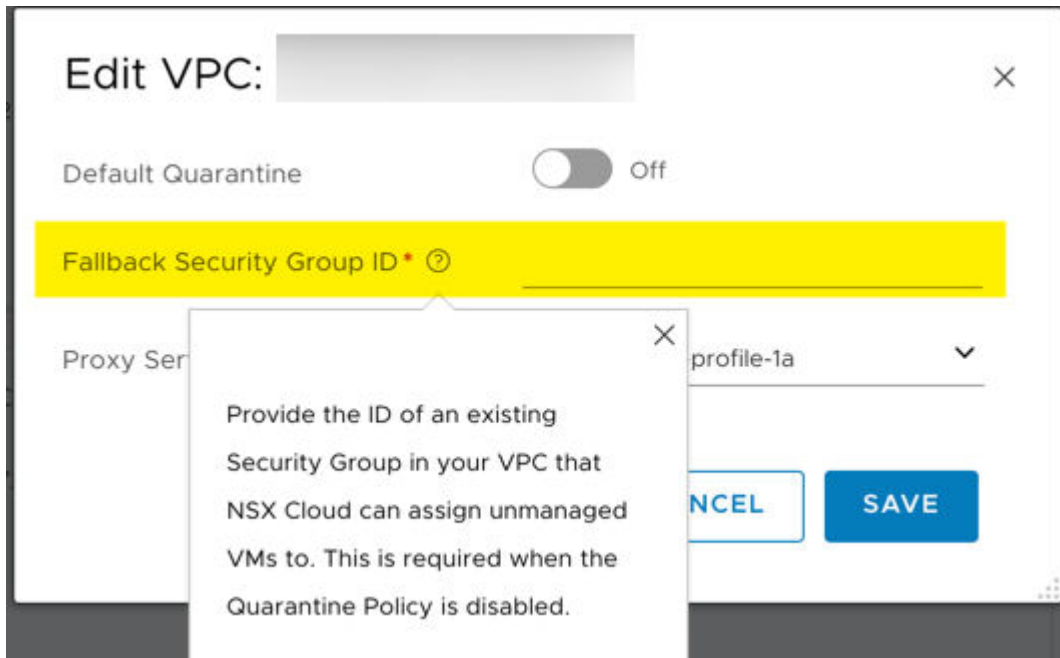 Edit VPC:
Default Quarantine Off
Fallback Security Group ID*
Proxy Ser profile-1a
Provide the ID of an existing
Security Group in your VPC that
NSX Cloud can assign unmanaged
VMs to. This is required when the
Quarantine Policy is disabled.
NCEL SAVE